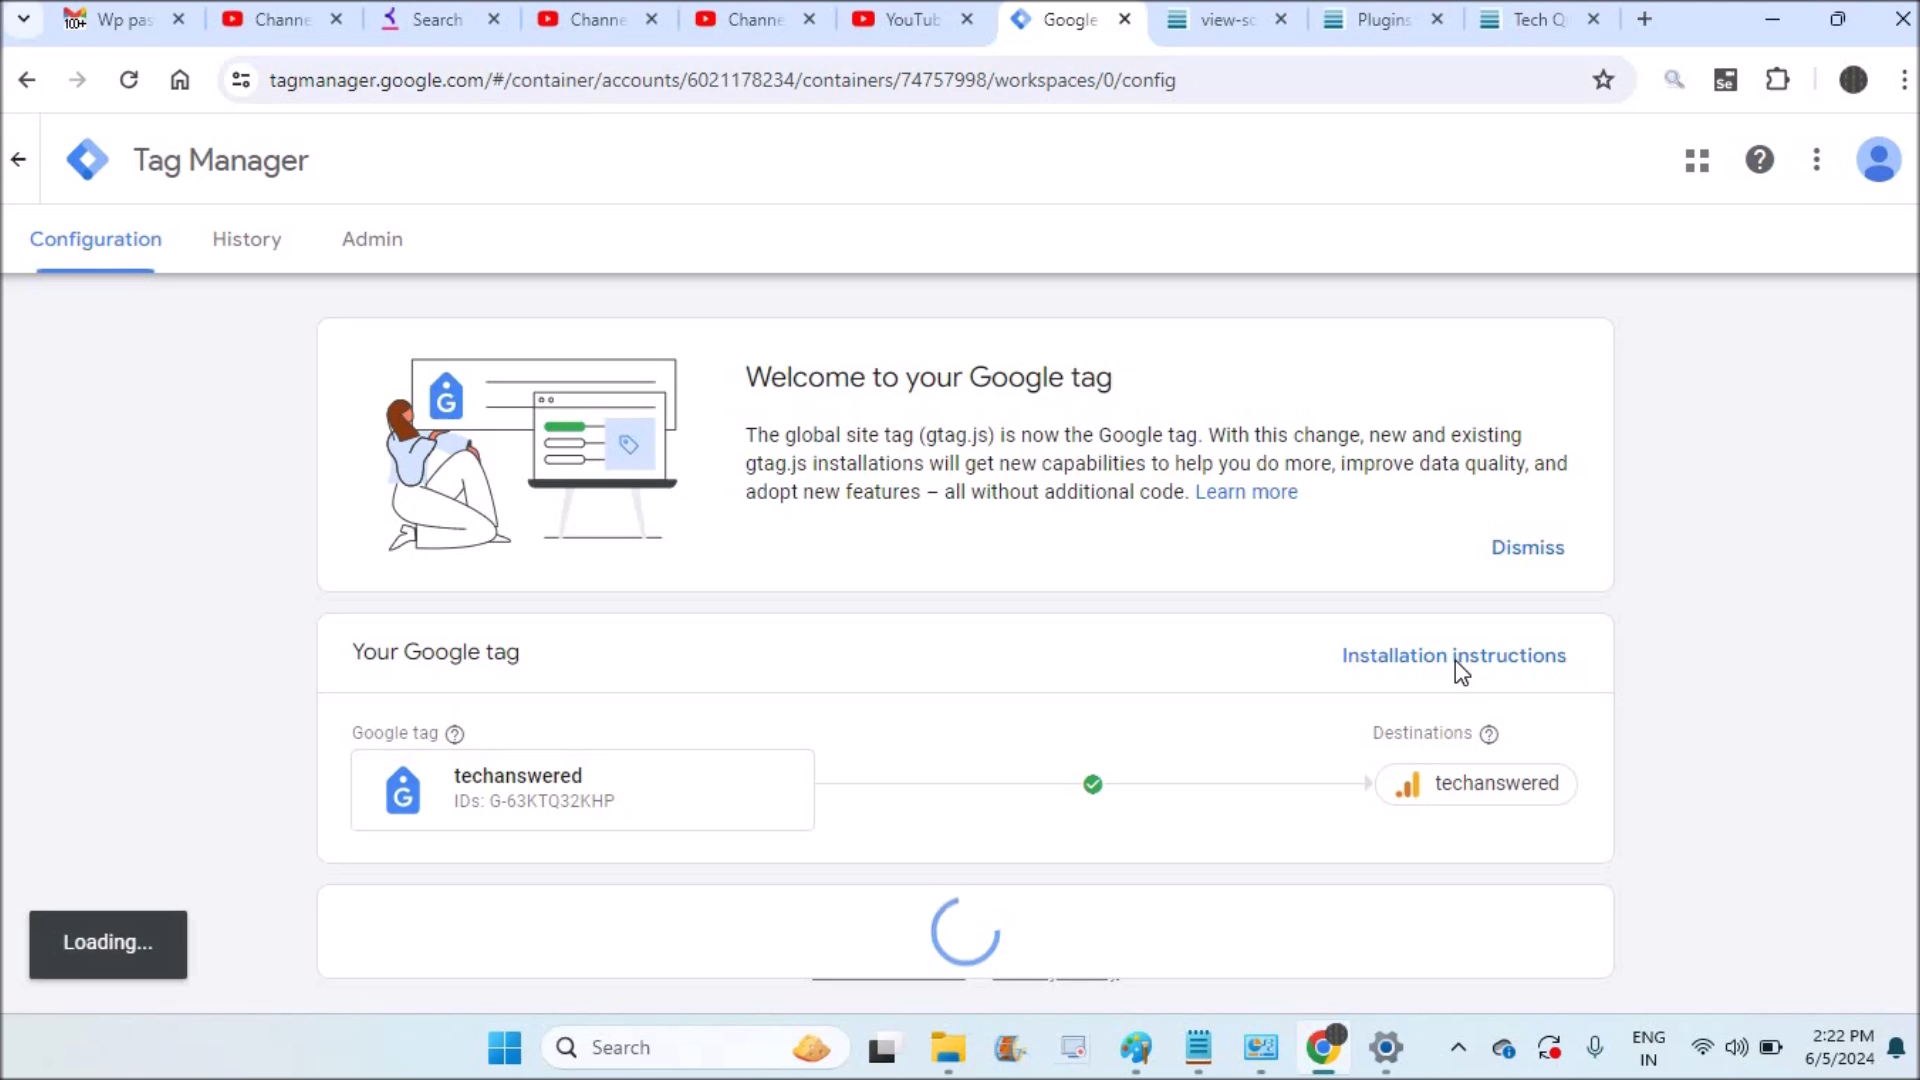 100+
Wp pas
Channe
Search
Channe
Channe
YouTub
Google
view-so
Plugins
Tech Q
tagmanager.google.com/#/container/accounts/6021178234/containers/74757998/workspaces/0/config
Se
Tag Manager
Configuration
History
Admin
Welcome to your Google tag
The global site tag (gtag.js) is now the Google tag. With this change, new and existing
gtag.js installations will get new capabilities to help you do more, improve data quality, and
adopt new features – all without additional code. Learn more
Dismiss
Your Google tag
Installation instructions
Google tag
Destinations
G
techanswered
IDs: G-63KTQ32KHP
techanswered
Loading...
Search
ENG
IN
2:22 PM
6/5/2024